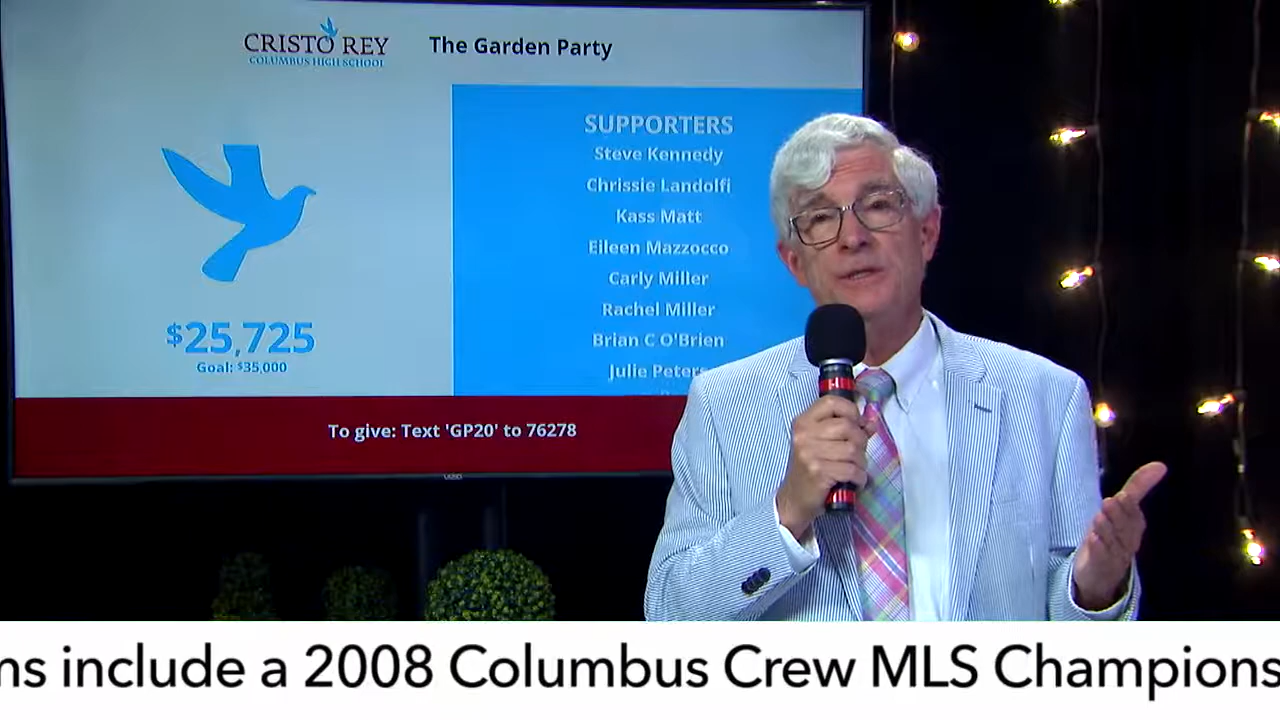 CRISTO REY
COLUMBUS HIGH SCHOOL
The Garden Party
SUPPORTERS
Steve Kennedy
Chrissie Landolfi
Kass Matt
Eileen Mazzocco
Carly Miller
Rachel Miller
Brian C O'Brien
Julie Peters
$25,725
Goal: $35,000
To give: Text 'GP20' to 76278
ns include a 2008 Columbus Crew MLS Champions